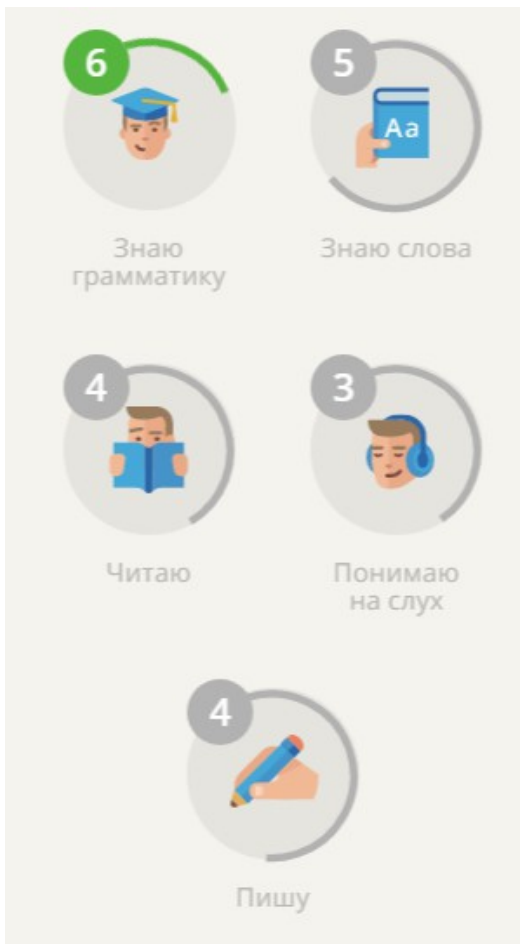 6
5
Aa
Знаю
грамматику
Знаю слова
4
3
Читаю
Понимаю
на слух
4
Пишу